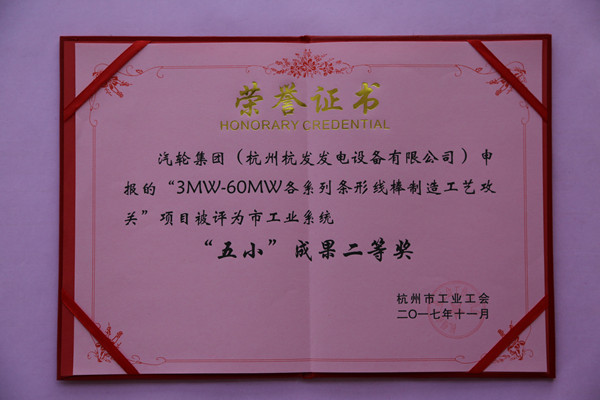 荣誉证书
HONORARY CREDENTIAL
汽轮集团（杭州杭发发电设备有限公司）申
报的“3MW-60MW各系列条形线棒制造工艺攻
关”项目被评为市工业系统
“五小”成果二等奖
杭州市工业工会
二〇一七年十一月